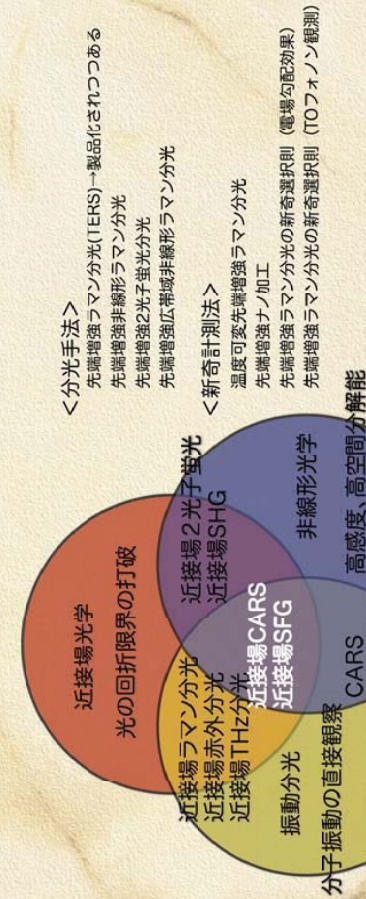 <分光手法>
先端増強ラマン分光(TERS)→製品化されつつある
先端増強非線形ラマン分光
先端増強2光子蛍光分光
先端増強広帯域非線形ラマン分光
<新奇計測法>
温度可変先端増強ラマン分光
先端増強ナノ加工
先端増強ラマン分光の新奇選択則（電場勾配効果）
先端増強ラマン分光の新奇選択則（TOフォノン観測）
近接場光学
光の回折限界の打破
近接場ラマン分光
近接場赤外分光
近接場THz分光
近接場2光子蛍光
近接場SHG
近接場CARS
近接場SFG
振動分光
分子振動の直接観察
CARS
非線形光学
高感度、高空間分解能